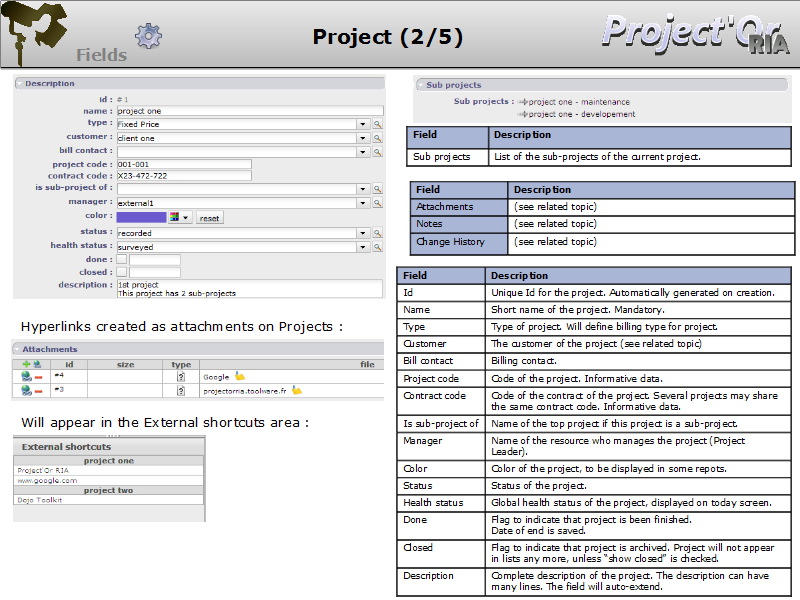 Fields
Project (2/5)
Project'Or
RIA
Description
id : # 1
name : project one
type : Fixed Price
customer : client one
bill contact :
project code : 001-001
contract code : X23-472-722
is sub-project of :
manager : external1
color : reset
status : recorded
health status : surveyed
done :
closed :
description : 1st project
This project has 2 sub-projects
Hyperlinks created as attachments on Projects :
Attachments
id size type file
#4 Google
#3 projectorria.toolware.fr
Will appear in the External shortcuts area :
External shortcuts
project one
Project'Or RIA
www.google.com
project two
Dojo Toolkit
Sub projects
Sub projects : project one - maintenance
project one - developement
Field Description
Sub projects List of the sub-projects of the current project.
Field Description
Attachments (see related topic)
Notes (see related topic)
Change History (see related topic)
Field Description
Id Unique Id for the project. Automatically generated on creation.
Name Short name of the project. Mandatory.
Type Type of project. Will define billing type for project.
Customer The customer of the project (see related topic)
Bill contact Billing contact.
Project code Code of the project. Informative data.
Contract code Code of the contract of the project. Several projects may share
the same contract code. Informative data.
Is sub-project of Name of the top project if this project is a sub-project.
Manager Name of the resource who manages the project (Project
Leader).
Color Color of the project, to be displayed in some repots.
Status Status of the project.
Health status Global health status of the project, displayed on today screen.
Done Flag to indicate that project is been finished.
Date of end is saved.
Closed Flag to indicate that project is archived. Project will not appear
in lists any more, unless "show closed" is checked.
Description Complete description of the project. The description can have
many lines. The field will auto-extend.